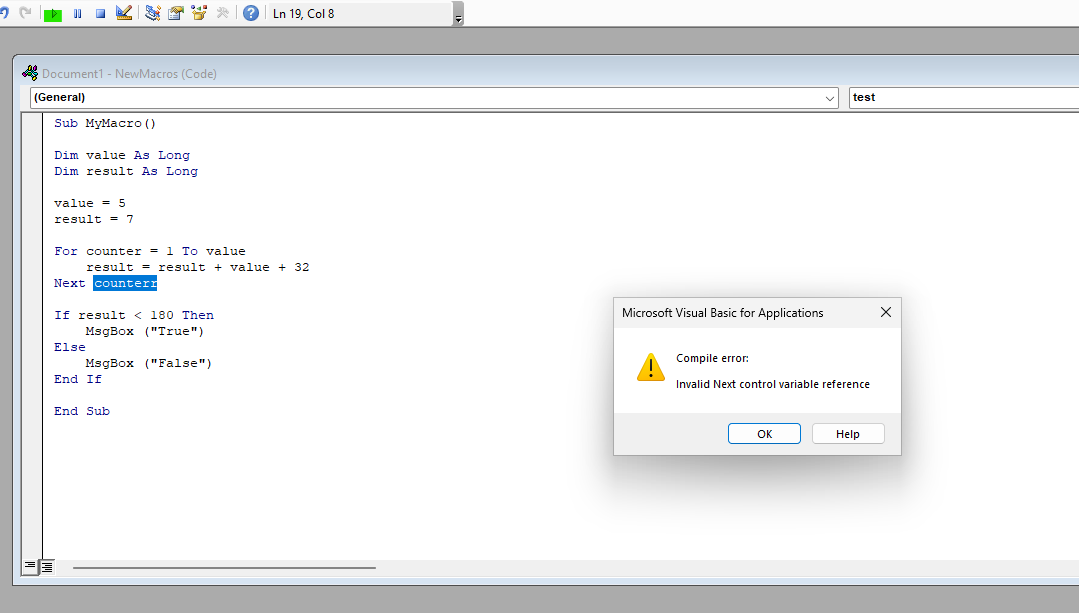 Ln 19, Col 8
Document1 - NewMacros (Code)
(General)
test
Sub MyMacro()
Dim value As Long
Dim result As Long
value = 5
result = 7
For counter = 1 To value
    result = result + value + 32
Next counterr
If result < 180 Then
    MsgBox ("True")
Else
    MsgBox ("False")
End If
End Sub
Microsoft Visual Basic for Applications
Compile error:
Invalid Next control variable reference
OK
Help